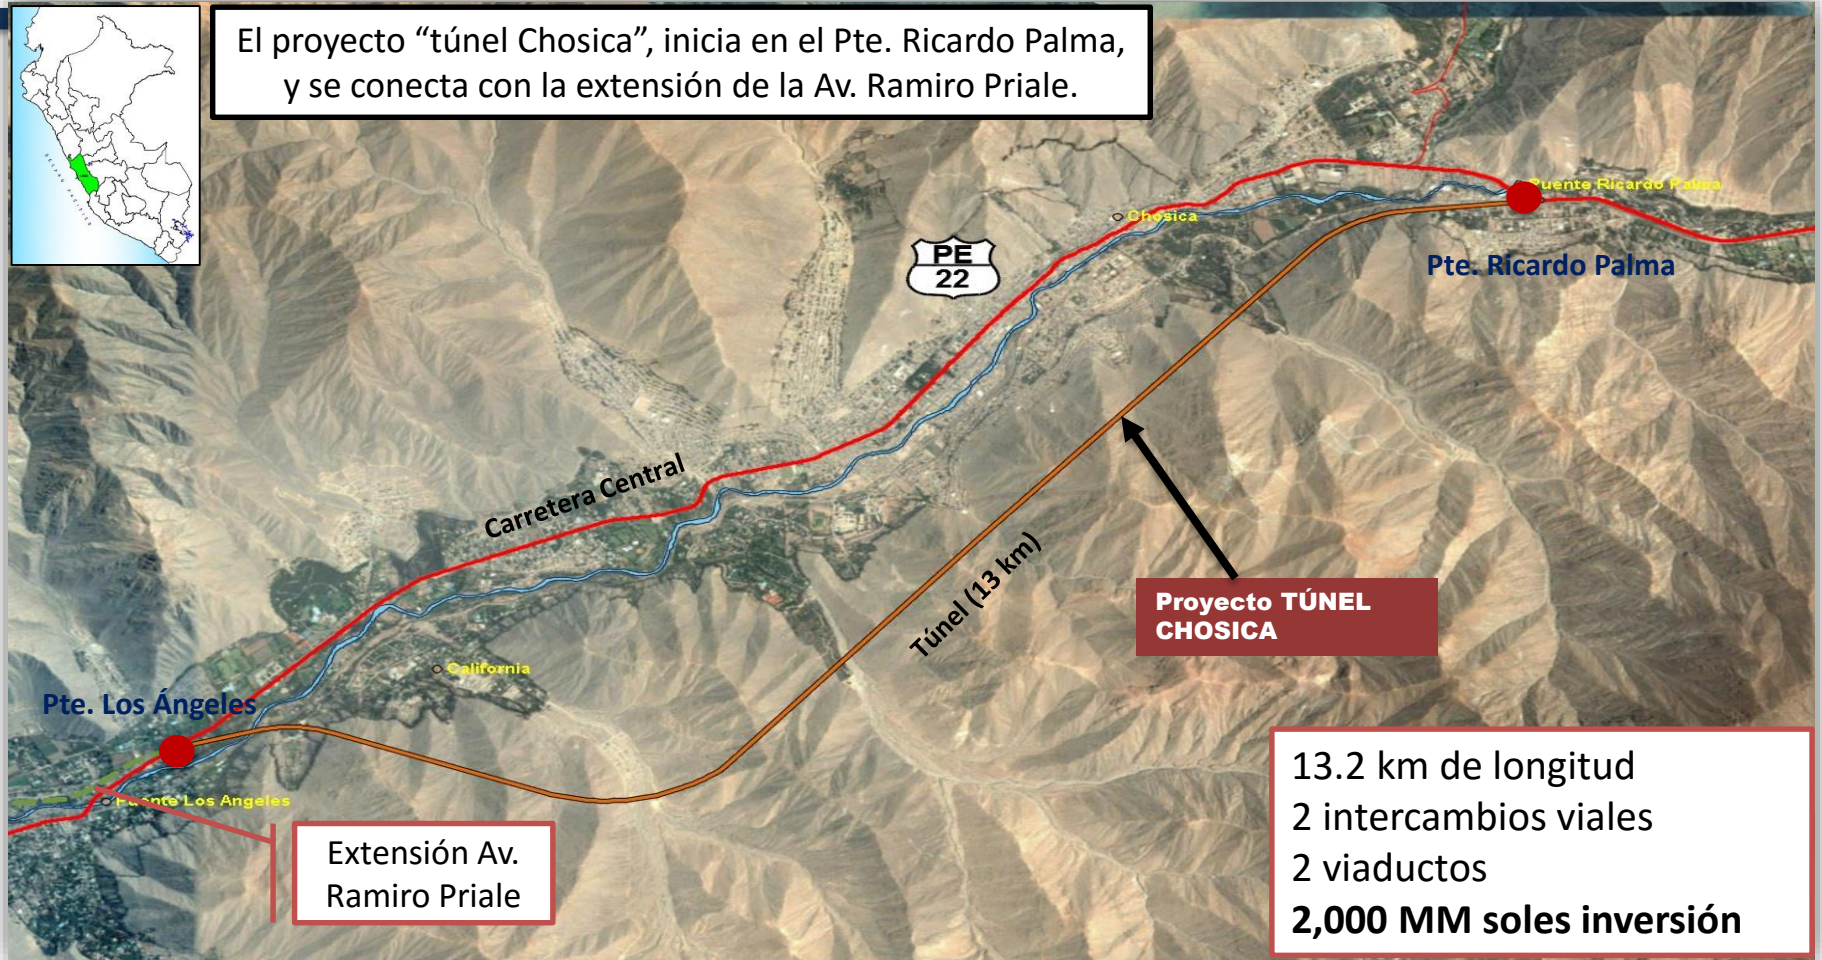 El proyecto “túnel Chosica”, inicia en el Pte. Ricardo Palma,
y se conecta con la extensión de la Av. Ramiro Priale.
Puente Ricardo Palma
Chosica
PE
22
Pte. Ricardo Palma
Carretera Central
Túnel (13 km)
Proyecto TÚNEL
CHOSICA
California
Pte. Los Ángeles
Puente Los Angeles
Extensión Av.
Ramiro Priale
13.2 km de longitud
2 intercambios viales
2 viaductos
2,000 MM soles inversión